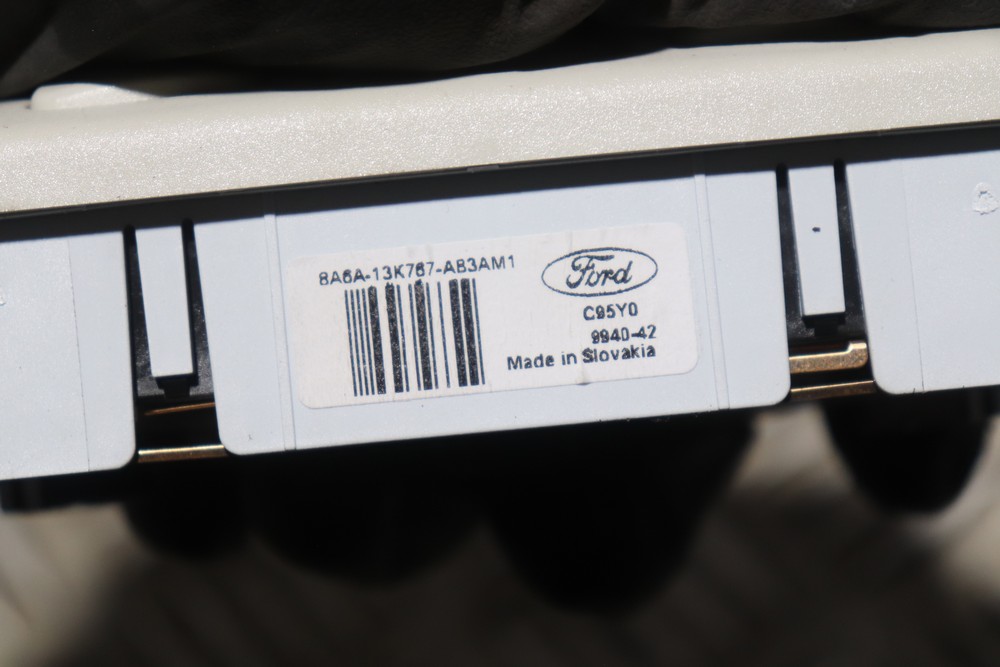 8A6A-13K767-AB3AM1
Ford
C95Y0
9940-42
Made in Slovakia